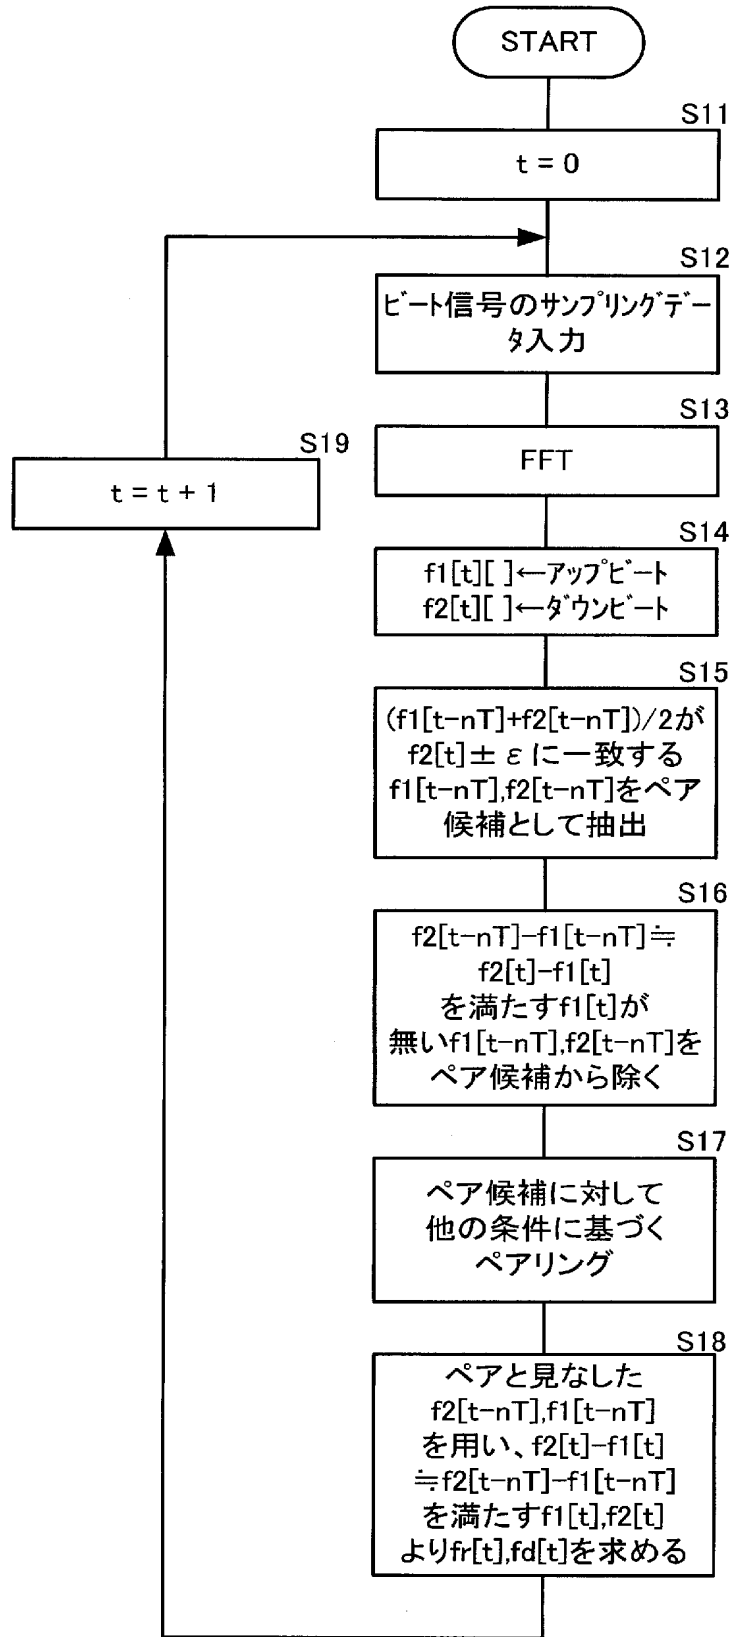 START
S11
t = 0
S12
ビート信号のサンプリングデー
タ入力
S13
FFT
S19
t = t + 1
S14
f1[t][ ]←アップビート
f2[t][ ]←ダウンビート
S15
(f1[t-nT]+f2[t-nT])/2が
f2[t]±εに一致する
f1[t-nT],f2[t-nT]をペア
候補として抽出
S16
f2[t-nT]-f1[t-nT]≒
f2[t]-f1[t]
を満たすf1[t]が
無いf1[t-nT],f2[t-nT]を
ペア候補から除く
S17
ペア候補に対して
他の条件に基づく
ペアリング
S18
ペアと見なした
f2[t-nT],f1[t-nT]
を用い、f2[t]-f1[t]
≒f2[t-nT]-f1[t-nT]
を満たすf1[t],f2[t]
よりfr[t],fd[t]を求める